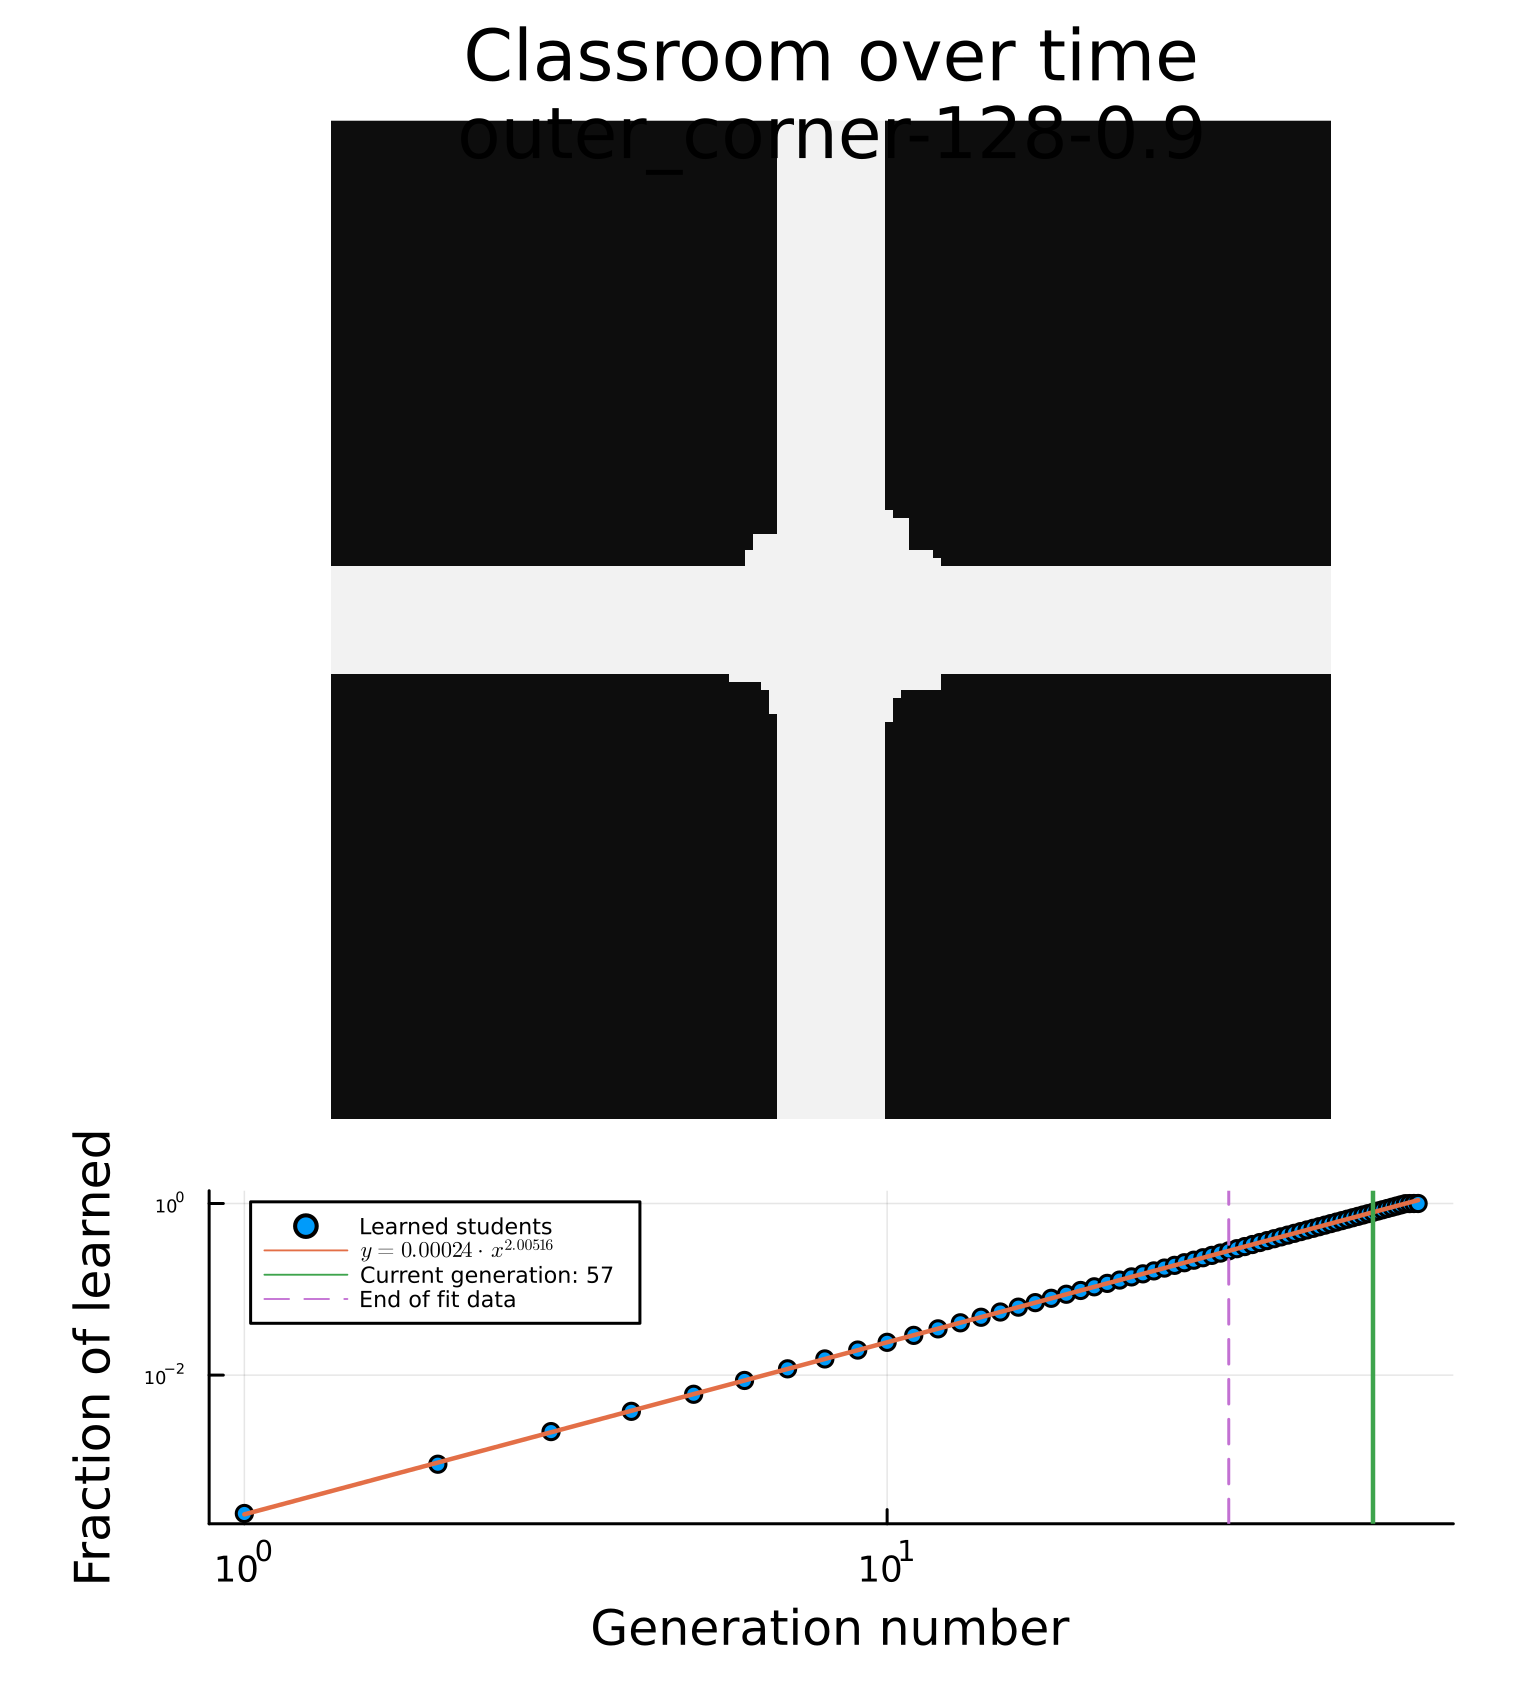 Classroom over time
outer_corner-128-0.9
Fraction of learned
10⁰
10⁻²
Learned students
y = 0.00024 · x^2.00516
Current generation: 57
End of fit data
10⁰
10¹
Generation number